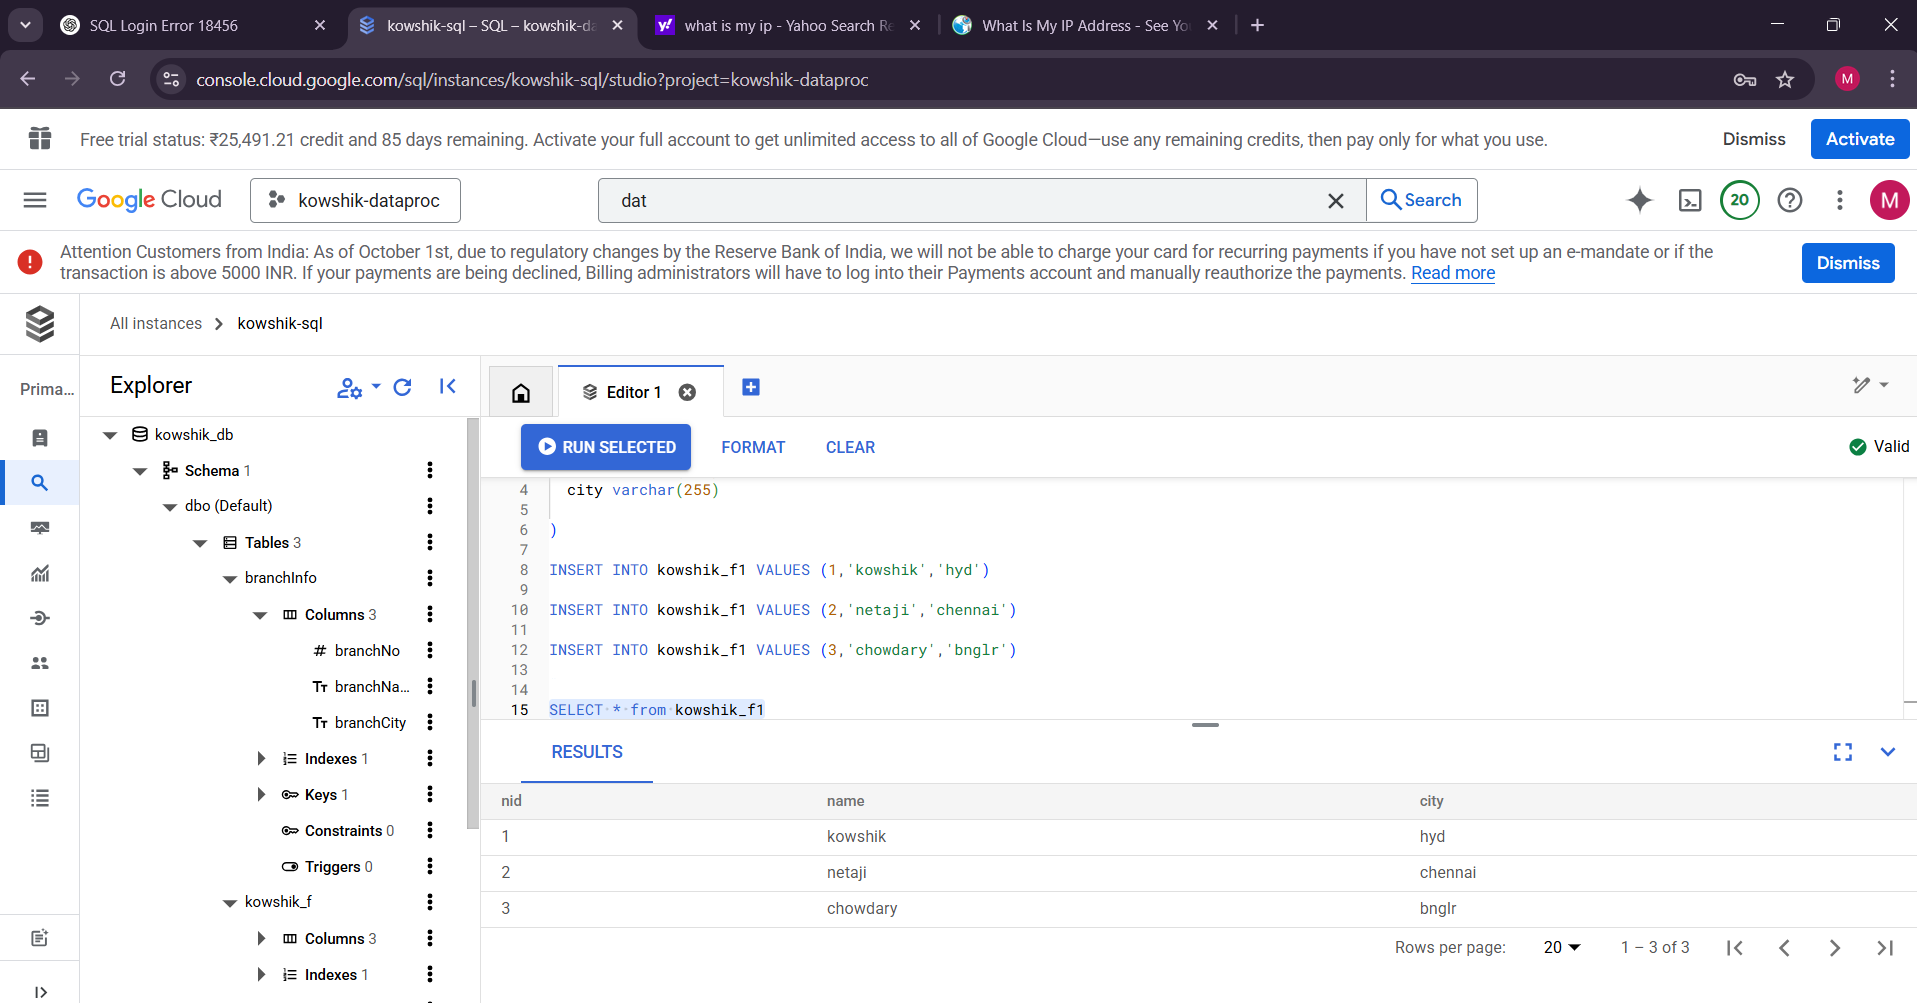 SQL Login Error 18456
kowshik-sql – SQL – kowshik-da
what is my ip - Yahoo Search Re
What Is My IP Address - See Yo
console.cloud.google.com/sql/instances/kowshik-sql/studio?project=kowshik-dataproc
M
Free trial status: ₹25,491.21 credit and 85 days remaining. Activate your full account to get unlimited access to all of Google Cloud—use any remaining credits, then pay only for what you use.
Dismiss
Activate
Google Cloud
kowshik-dataproc
dat
Search
20
M
Attention Customers from India: As of October 1st, due to regulatory changes by the Reserve Bank of India, we will not be able to charge your card for recurring payments if you have not set up an e-mandate or if the
transaction is above 5000 INR. If your payments are being declined, Billing administrators will have to log into their Payments account and manually reauthorize the payments. Read more
Dismiss
All instances
kowshik-sql
Prima...
Explorer
kowshik_db
Schema 1
dbo (Default)
Tables 3
branchInfo
Columns 3
branchNo
branchNa...
branchCity
Indexes 1
Keys 1
Constraints 0
Triggers 0
kowshik_f
Columns 3
Indexes 1
Editor 1
RUN SELECTED
FORMAT
CLEAR
Valid
4 city varchar(255)
5
6 )
7
8 INSERT INTO kowshik_f1 VALUES (1,'kowshik','hyd')
9
10 INSERT INTO kowshik_f1 VALUES (2,'netaji','chennai')
11
12 INSERT INTO kowshik_f1 VALUES (3,'chowdary','bnglr')
13
14
15 SELECT * from kowshik_f1
RESULTS
nid name city
1 kowshik hyd
2 netaji chennai
3 chowdary bnglr
Rows per page: 20 1 – 3 of 3